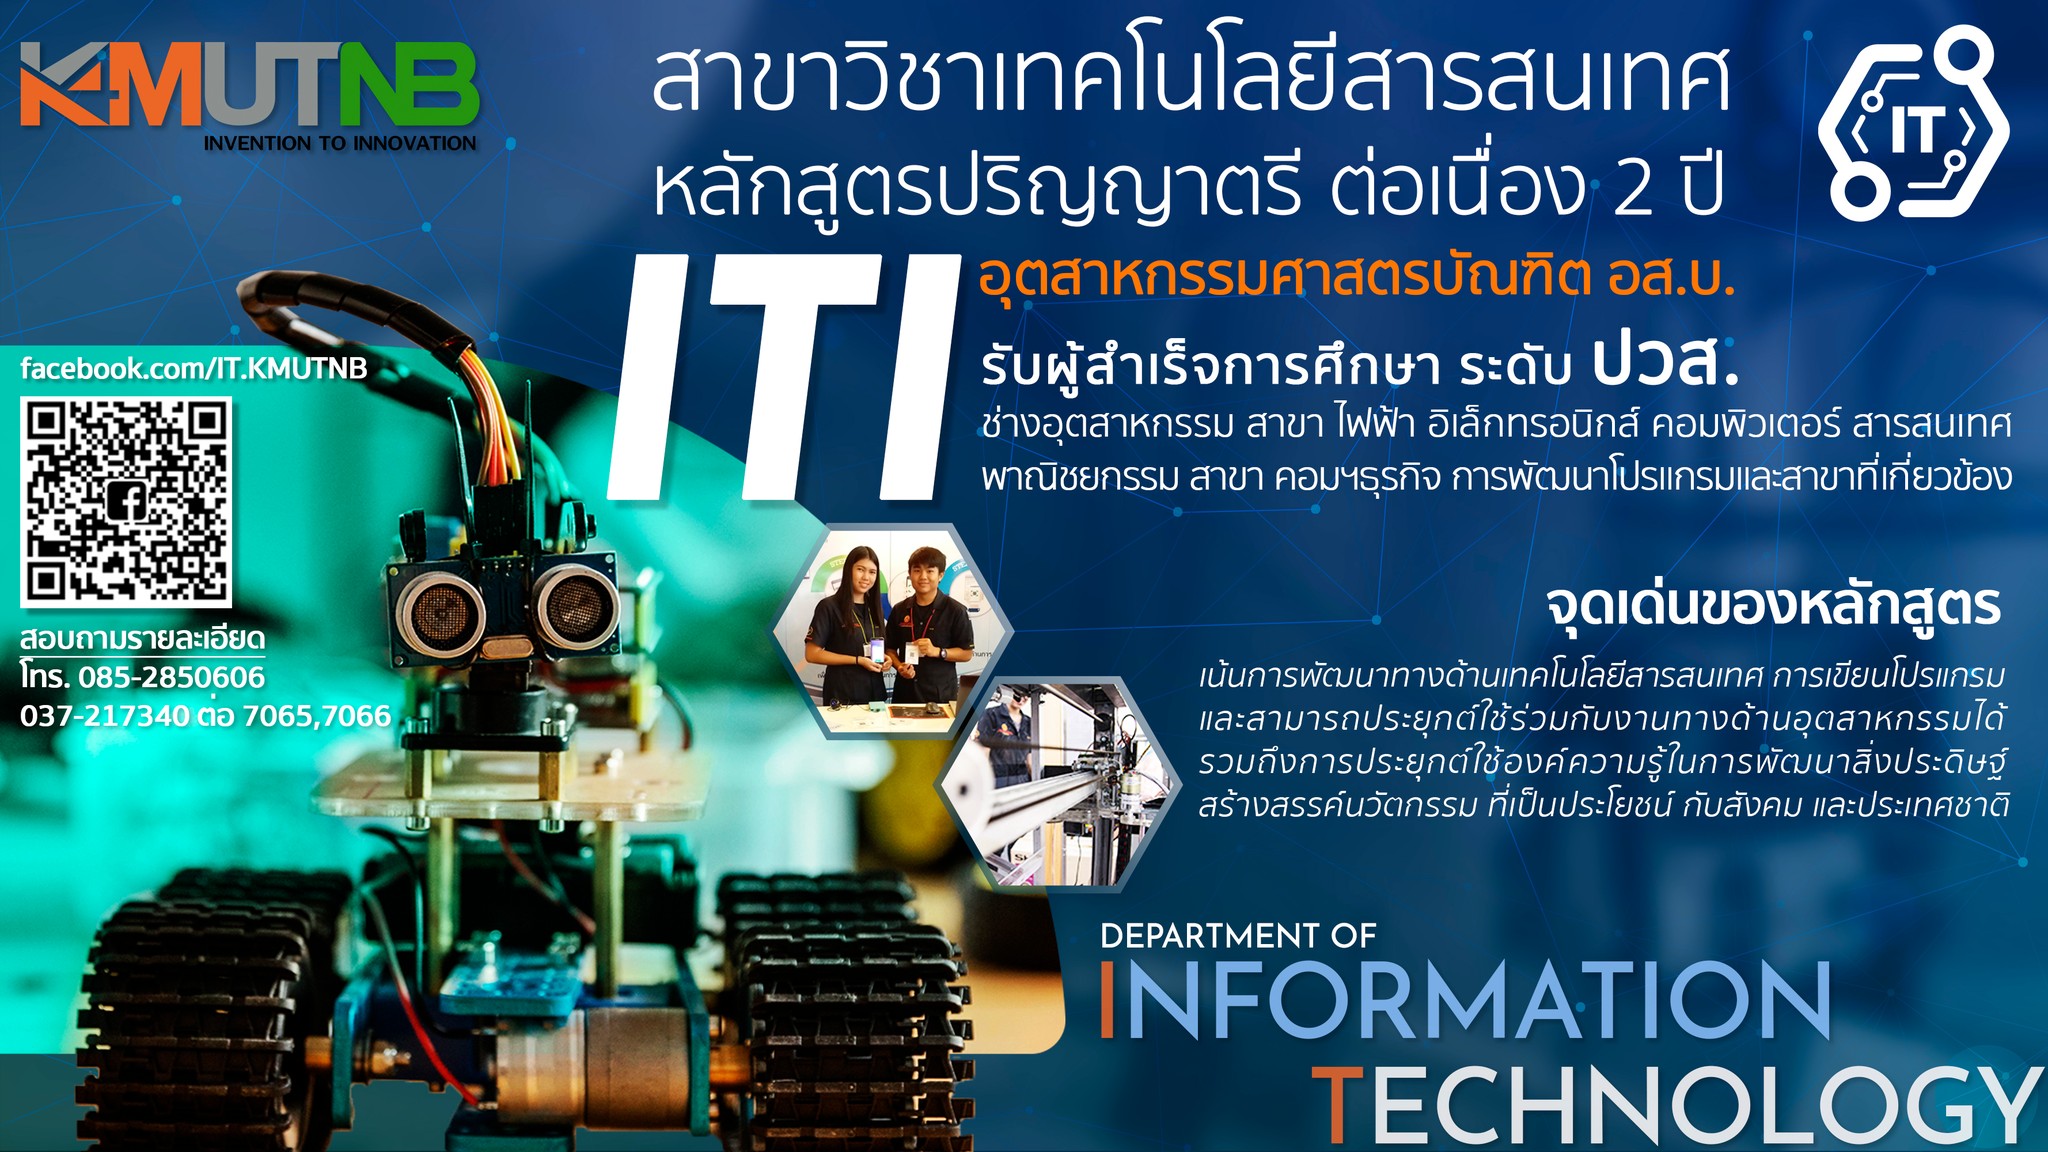 KMUTNB
INVENTION TO INNOVATION
สาขาวิชาเทคโนโลยีสารสนเทศ
หลักสูตรปริญญาตรี ต่อเนื่อง 2 ปี
IT
ITI
อุตสาหกรรมศาสตรบัณฑิต อส.บ.
รับผู้สำเร็จการศึกษา ระดับ ปวส.
ช่างอุตสาหกรรม สาขา ไฟฟ้า อิเล็กทรอนิกส์ คอมพิวเตอร์ สารสนเทศ
พาณิชยกรรม สาขา คอมฯธุรกิจ การพัฒนาโปรแกรมและสาขาที่เกี่ยวข้อง
facebook.com/IT.KMUTNB
สอบถามรายละเอียด
โทร. 085-2850606
037-217340 ต่อ 7065,7066
จุดเด่นของหลักสูตร
เน้นการพัฒนาทางด้านเทคโนโลยีสารสนเทศ การเขียนโปรแกรม
และสามารถประยุกต์ใช้ร่วมกับงานทางด้านอุตสาหกรรมได้
รวมถึงการประยุกต์ใช้องค์ความรู้ในการพัฒนาสิ่งประดิษฐ์
สร้างสรรค์นวัตกรรม ที่เป็นประโยชน์ กับสังคม และประเทศชาติ
DEPARTMENT OF
INFORMATION
TECHNOLOGY